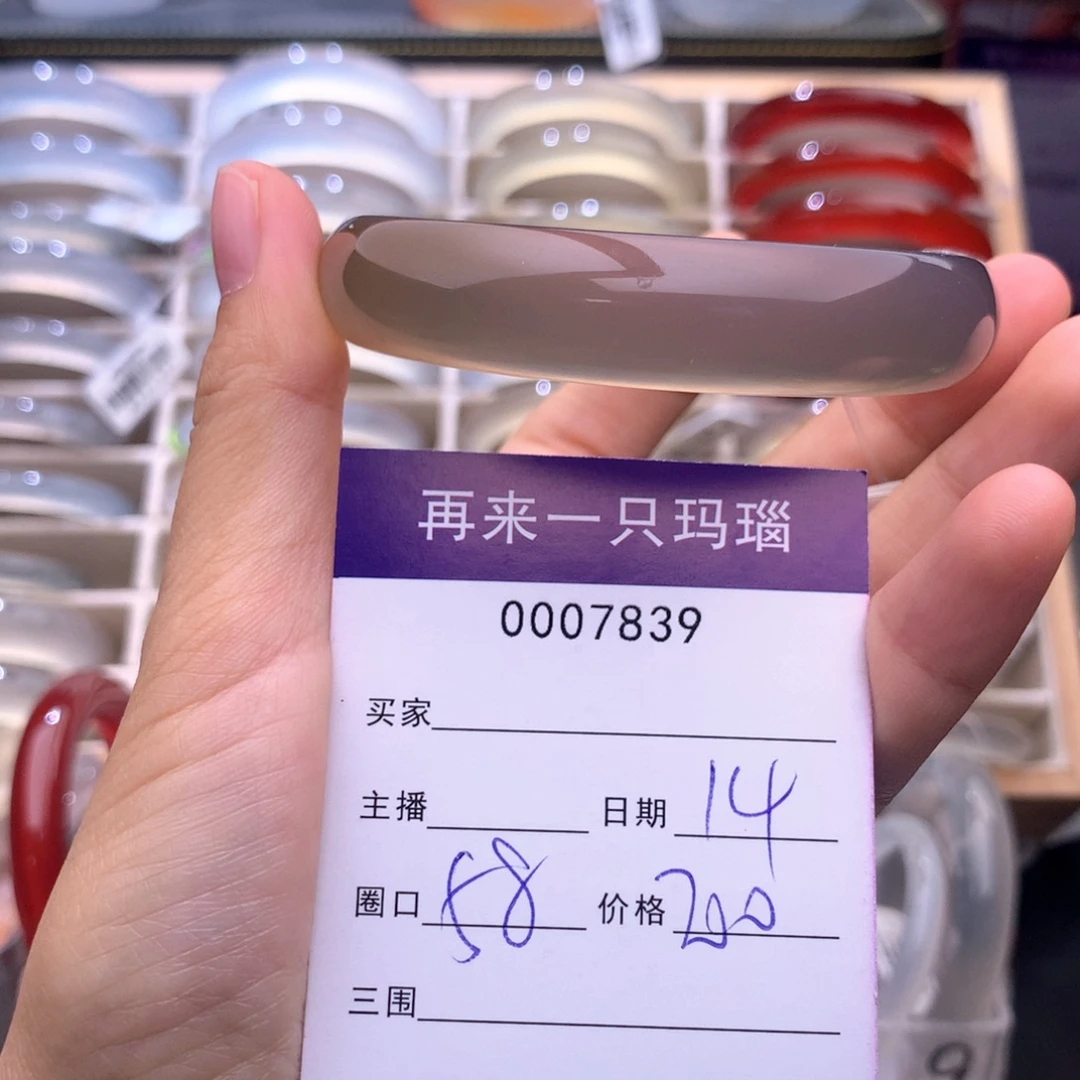 再来一只玛瑙
0007839
买家
主播 日期 14
圈口 58 价格 200
三围
9